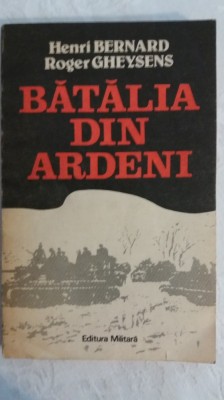 Henri BERNARD
Roger GHEYSENS
BĂTĂLIA
DIN
ARDENI
Editura Militară